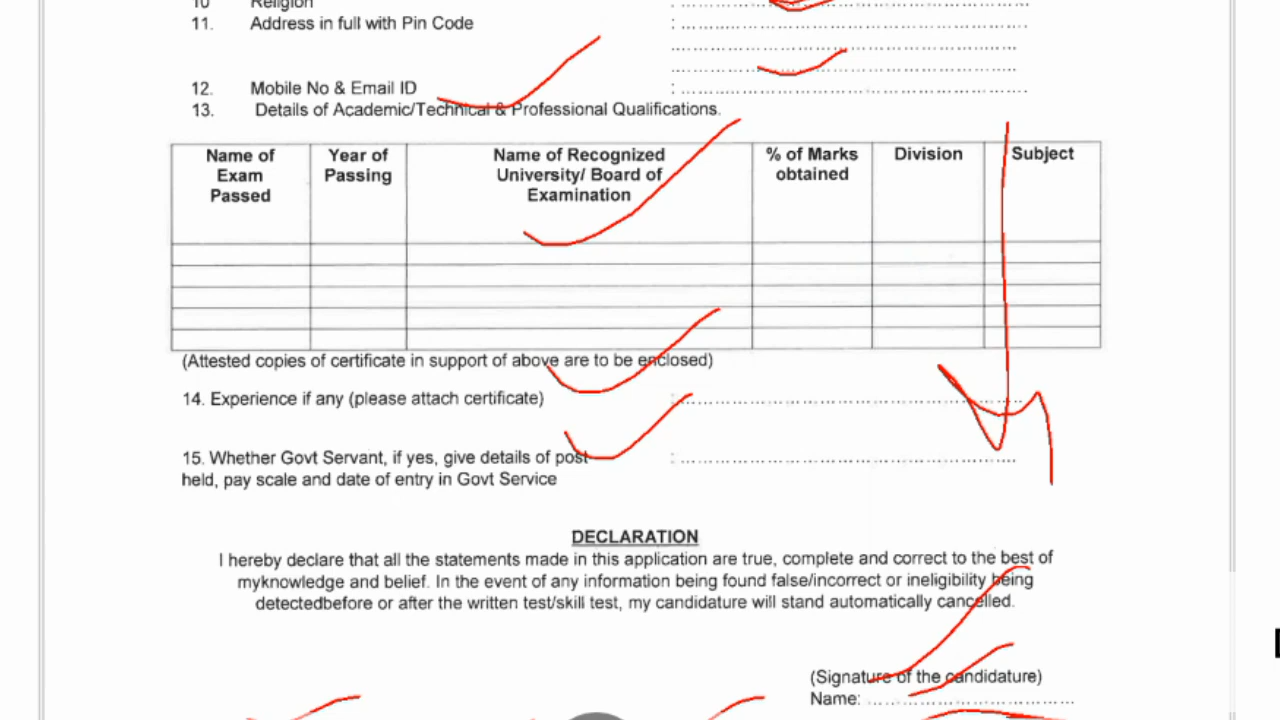 10 Religion :
11. Address in full with Pin Code :
12. Mobile No & Email ID :
13. Details of Academic/Technical & Professional Qualifications.
Name of Exam Passed Year of Passing Name of Recognized University/ Board of Examination % of Marks obtained Division Subject
(Attested copies of certificate in support of above are to be enclosed)
14. Experience if any (please attach certificate) :
15. Whether Govt Servant, if yes, give details of post :
held, pay scale and date of entry in Govt Service
DECLARATION
I hereby declare that all the statements made in this application are true, complete and correct to the best of
myknowledge and belief. In the event of any information being found false/incorrect or ineligibility being
detectedbefore or after the written test/skill test, my candidature will stand automatically cancelled.
(Signature of the candidature)
Name: